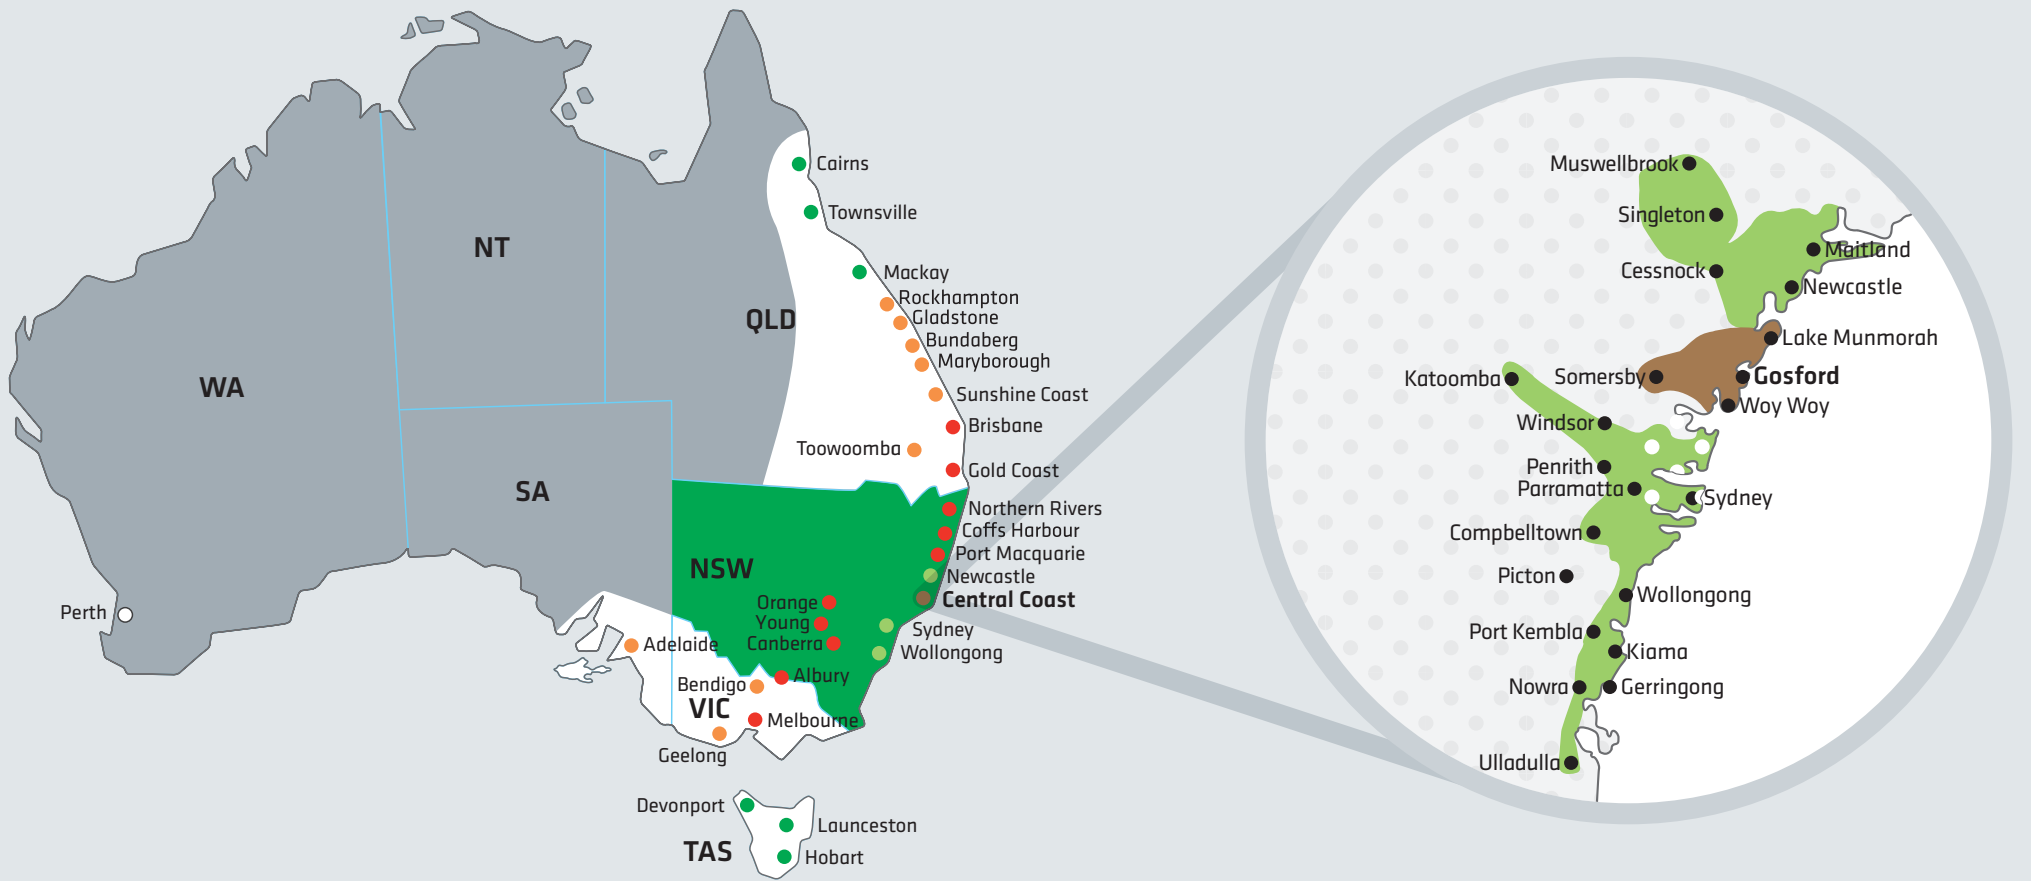 WA
NT
SA
QLD
NSW
VIC
TAS
Perth
Cairns
Townsville
Mackay
Rockhampton
Gladstone
Bundaberg
Maryborough
Sunshine Coast
Brisbane
Toowoomba
Gold Coast
Northern Rivers
Coffs Harbour
Port Macquarie
Newcastle
Central Coast
Orange
Young
Canberra
Sydney
Wollongong
Adelaide
Albury
Bendigo
Melbourne
Geelong
Devonport
Launceston
Hobart
Muswellbrook
Singleton
Maitland
Cessnock
Newcastle
Lake Munmorah
Katoomba
Somersby
Gosford
Woy Woy
Windsor
Penrith
Parramatta
Sydney
Compbelltown
Picton
Wollongong
Port Kembla
Kiama
Nowra
Gerringong
Ulladulla